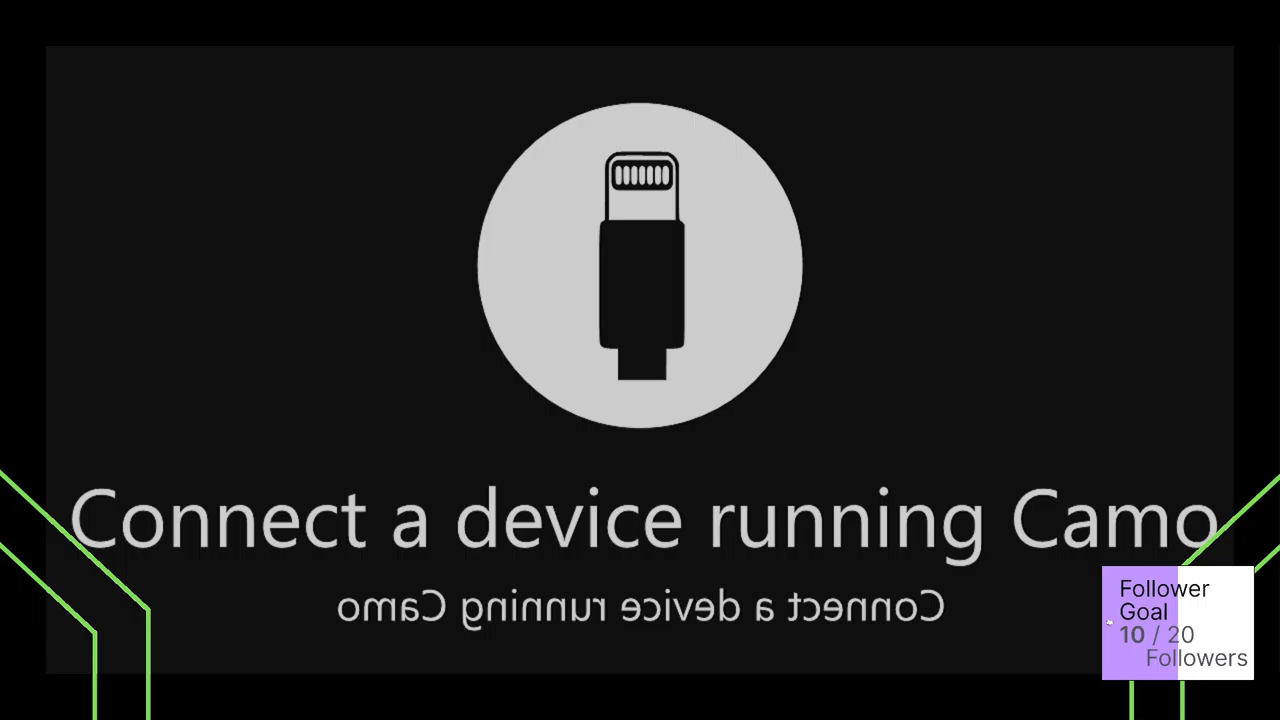 Connect a device running Camo
Connect a device running Camo
Follower
Goal
10 / 20
Followers